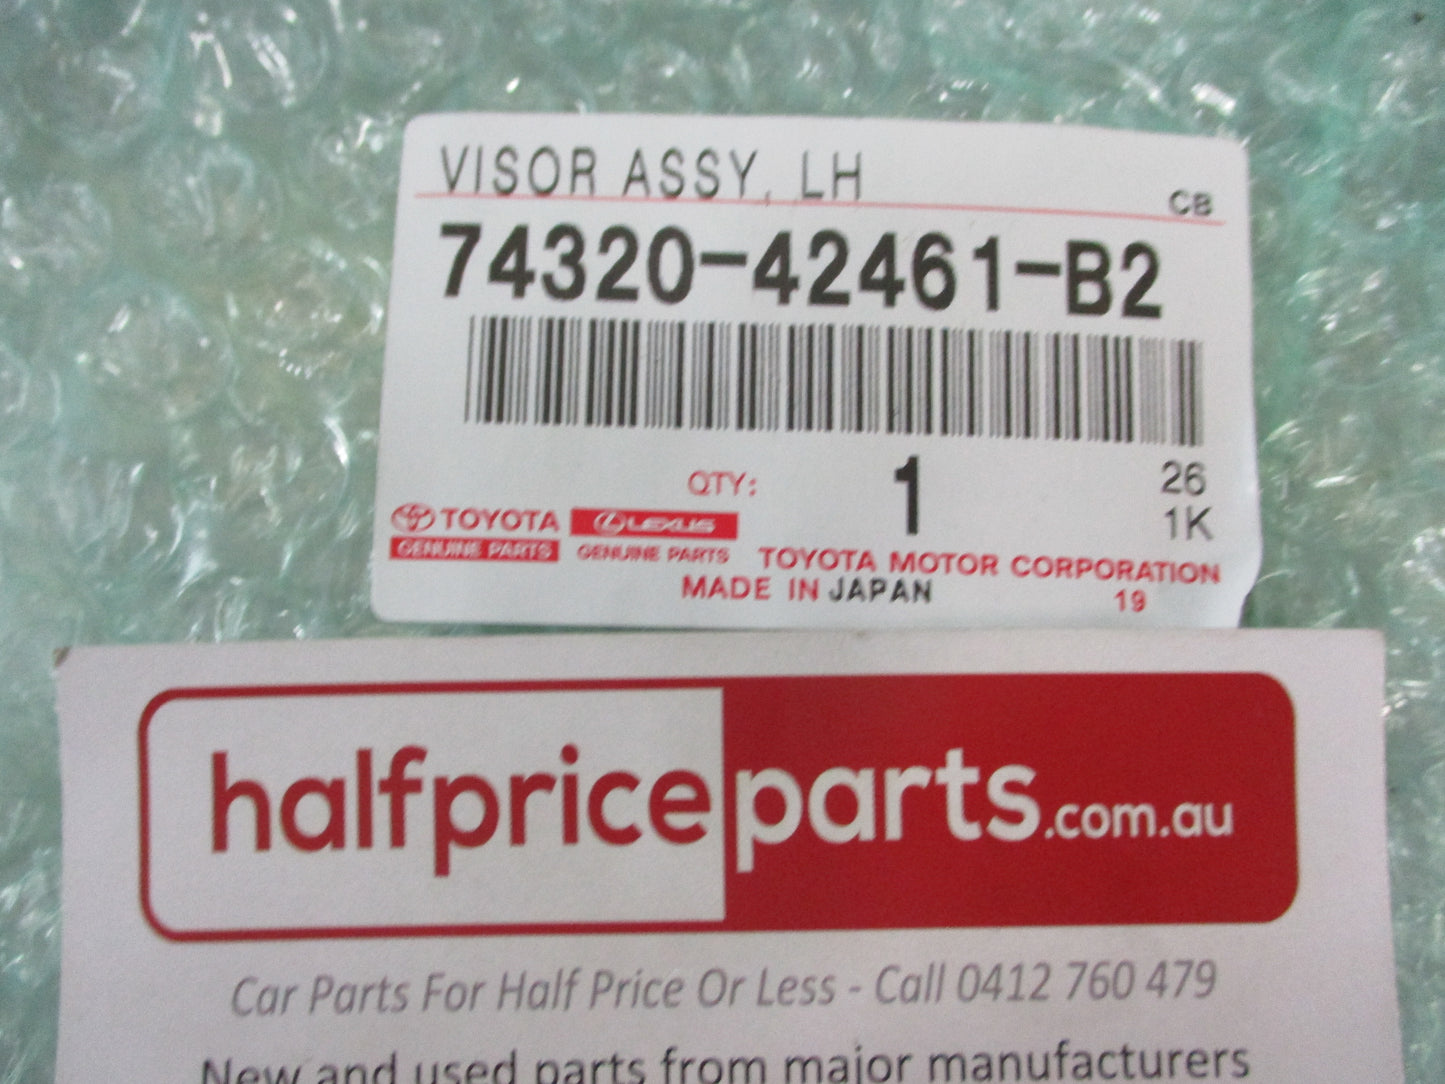 VISOR ASSY, LH
CB
74320-42461-B2
QTY: 1 26
1K
TOYOTA LEXUS
GENUINE PARTS GENUINE PARTS TOYOTA MOTOR CORPORATION
MADE IN JAPAN 19
halfpriceparts.com.au
Car Parts For Half Price Or Less - Call 0412 760 479
New and used parts from major manufacturers